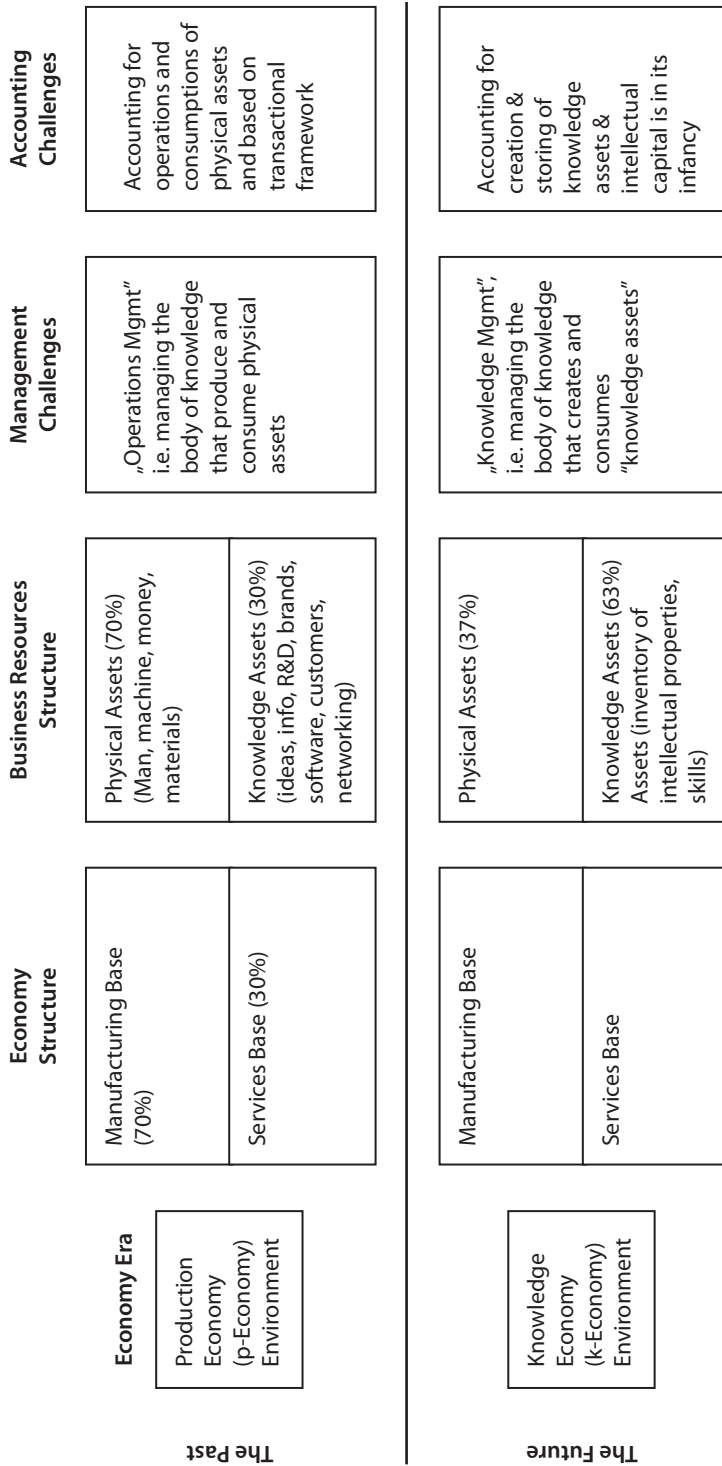 Economy Era
Economy
Structure
Business Resources
Structure
Management
Challenges
Accounting
Challenges
The Past
Production
Economy
(p-Economy)
Environment
Manufacturing Base
(70%)
Services Base (30%)
Physical Assets (70%)
(Man, machine, money,
materials)
Knowledge Assets (30%)
(ideas, info, R&D, brands,
software, customers,
networking)
„Operations Mgmt”
i.e. managing the
body of knowledge
that produce and
consume physical
assets
Accounting for
operations and
consumptions of
physical assets
and based on
transactional
framework
The Future
Knowledge
Economy
(k-Economy)
Environment
Manufacturing Base
Services Base
Physical Assets (37%)
Knowledge Assets (63%)
Assets (inventory of
intellectual properties,
skills)
„Knowledge Mgmt”,
i.e. managing the
body of knowledge
that creates and
consumes
“knowledge assets”
Accounting for
creation &
storing of
knowledge
assets &
intellectual
capital is in its
infancy